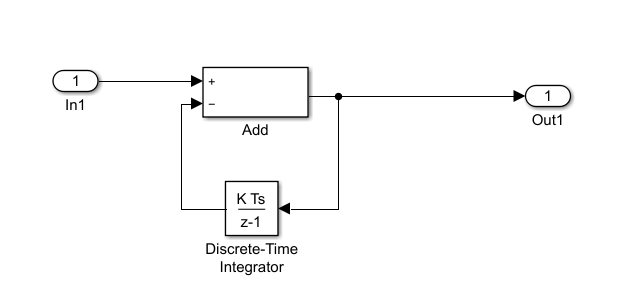 1
In1
+
−
Add
1
Out1
K Ts
z-1
Discrete-Time
Integrator